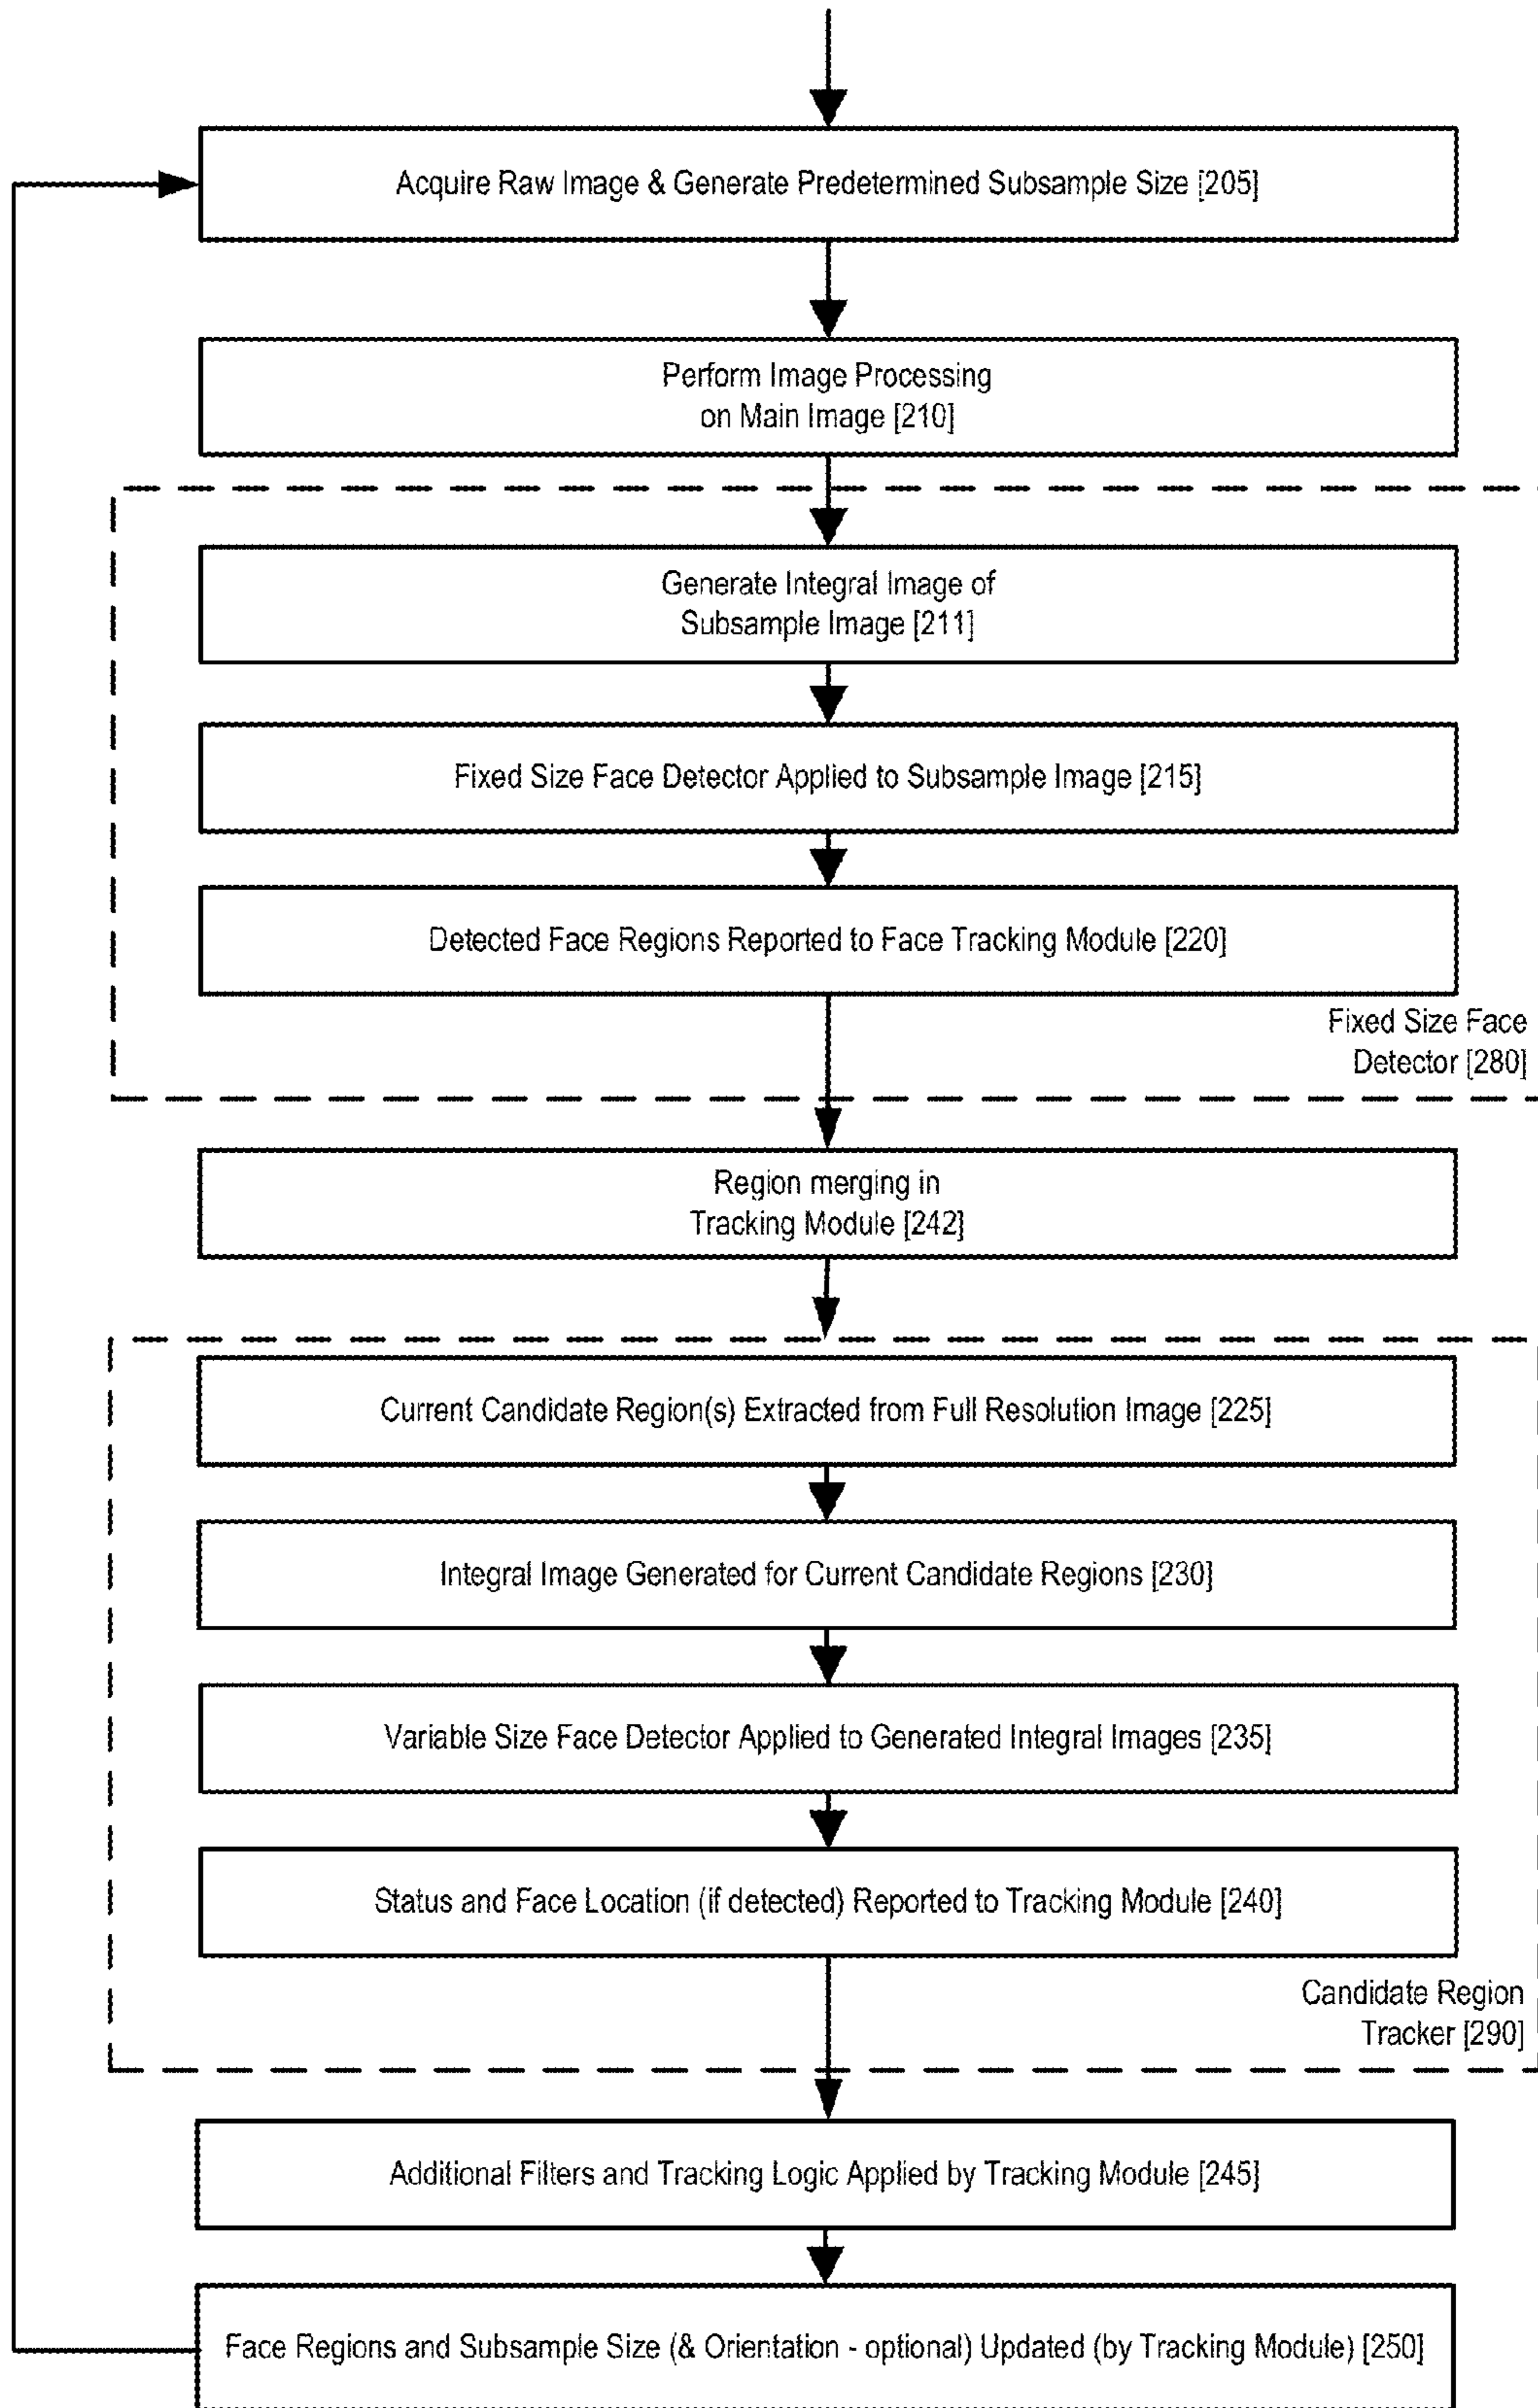 Acquire Raw Image & Generate Predetermined Subsample Size [205]
Perform Image Processing
on Main Image [210]
Generate Integral Image of
Subsample Image [211]
Fixed Size Face Detector Applied to Subsample Image [215]
Detected Face Regions Reported to Face Tracking Module [220]
Fixed Size Face
Detector [280]
Region merging in
Tracking Module [242]
Current Candidate Region(s) Extracted from Full Resolution Image [225]
Integral Image Generated for Current Candidate Regions [230]
Variable Size Face Detector Applied to Generated Integral Images [235]
Status and Face Location (if detected) Reported to Tracking Module [240]
Candidate Region
Tracker [290]
Additional Filters and Tracking Logic Applied by Tracking Module [245]
Face Regions and Subsample Size (& Orientation - optional) Updated (by Tracking Module) [250]